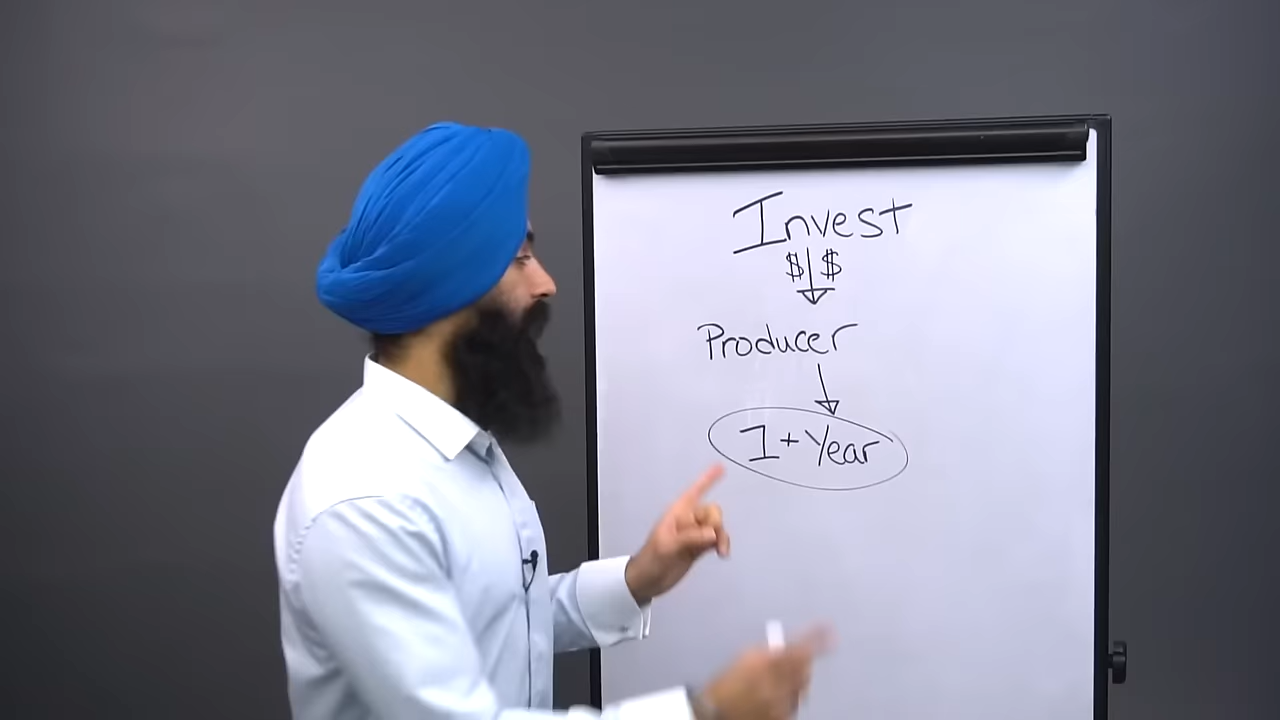 Invest
$ $
Producer
1+ Year